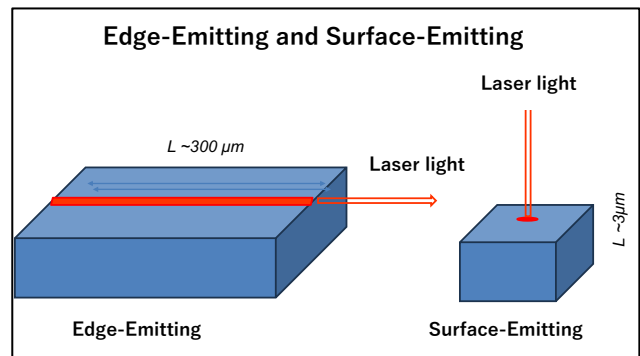 Edge-Emitting and Surface-Emitting
Laser light
L ~300 µm
Laser light
L ~3µm
Edge-Emitting
Surface-Emitting